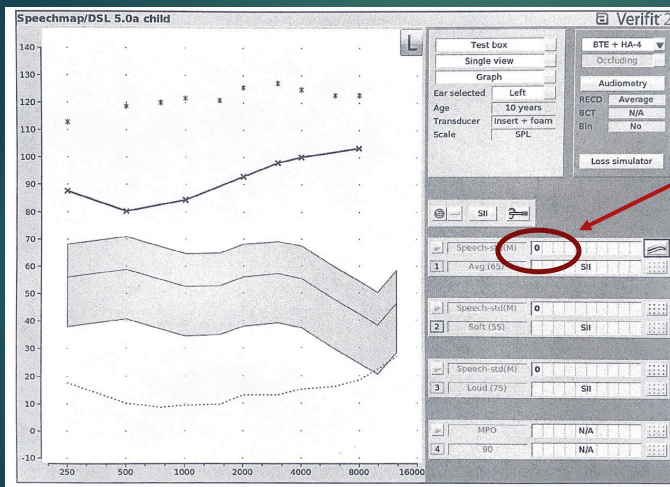 Speechmap/DSL 5.0a child
Verifit 2
L
140
130
120
110
100
90
80
70
60
50
40
30
20
10
0
-10
250 500 1000 2000 4000 8000 16000
Test box
Single view
Graph
Ear selected Left
Age 10 years
Transducer Insert + foam
Scale SPL
BTE + HA-4
Occluding
Audiometry
RECD Average
BCT N/A
Bin No
Loss simulator
SII
Speech-std(M) 0
1 Avg.(65) SII
Speech-std(M) 0
2 Soft (55) SII
Speech-std(M) 0
3 Loud (75) SII
MPO N/A
4 90 N/A